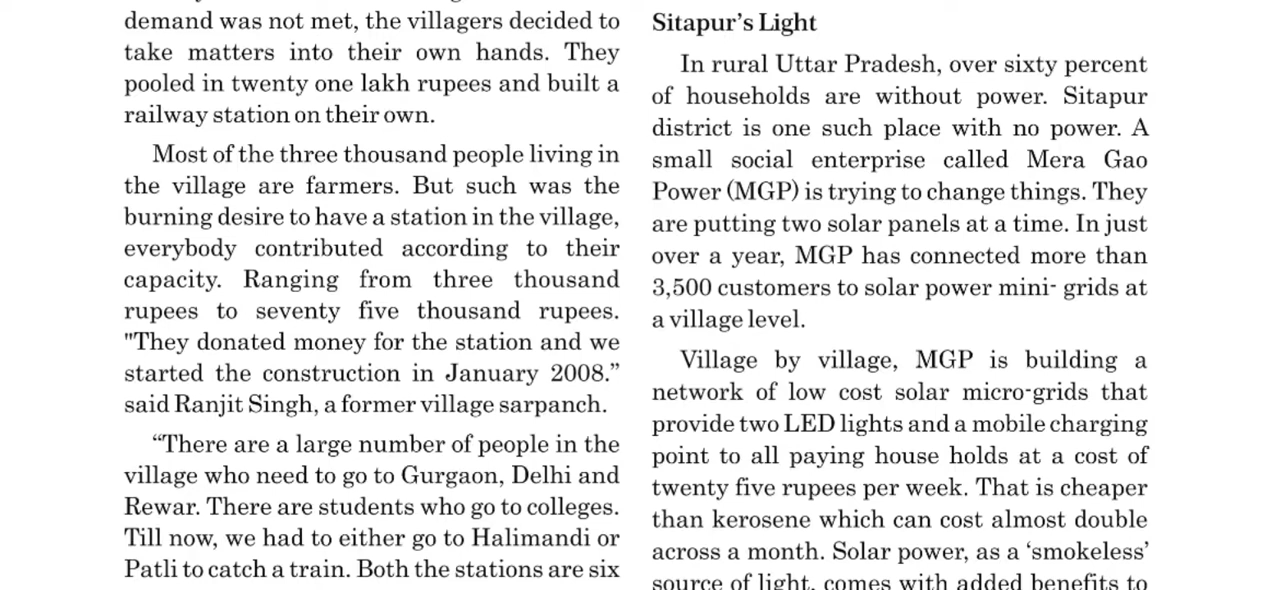 demand was not met, the villagers decided to
take matters into their own hands. They
pooled in twenty one lakh rupees and built a
railway station on their own.
Most of the three thousand people living in
the village are farmers. But such was the
burning desire to have a station in the village,
everybody contributed according to their
capacity. Ranging from three thousand
rupees to seventy five thousand rupees.
"They donated money for the station and we
started the construction in January 2008.”
said Ranjit Singh, a former village sarpanch.
“There are a large number of people in the
village who need to go to Gurgaon, Delhi and
Rewar. There are students who go to colleges.
Till now, we had to either go to Halimandi or
Patli to catch a train. Both the stations are six
Sitapur’s Light
In rural Uttar Pradesh, over sixty percent
of households are without power. Sitapur
district is one such place with no power. A
small social enterprise called Mera Gao
Power (MGP) is trying to change things. They
are putting two solar panels at a time. In just
over a year, MGP has connected more than
3,500 customers to solar power mini- grids at
a village level.
Village by village, MGP is building a
network of low cost solar micro-grids that
provide two LED lights and a mobile charging
point to all paying house holds at a cost of
twenty five rupees per week. That is cheaper
than kerosene which can cost almost double
across a month. Solar power, as a ‘smokeless’
source of light, comes with added benefits to